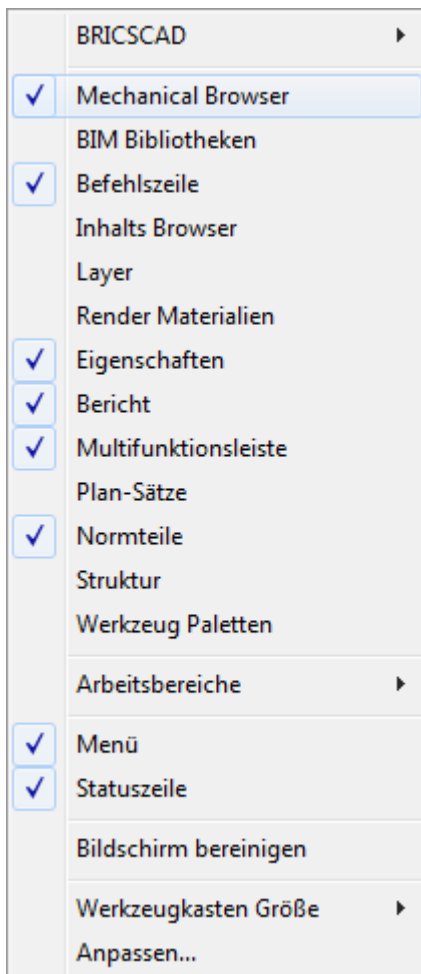 BRICSCAD
Mechanical Browser
BIM Bibliotheken
Befehlszeile
Inhalts Browser
Layer
Render Materialien
Eigenschaften
Bericht
Multifunktionsleiste
Plan-Sätze
Normteile
Struktur
Werkzeug Paletten
Arbeitsbereiche
Menü
Statuszeile
Bildschirm bereinigen
Werkzeugkasten Größe
Anpassen...